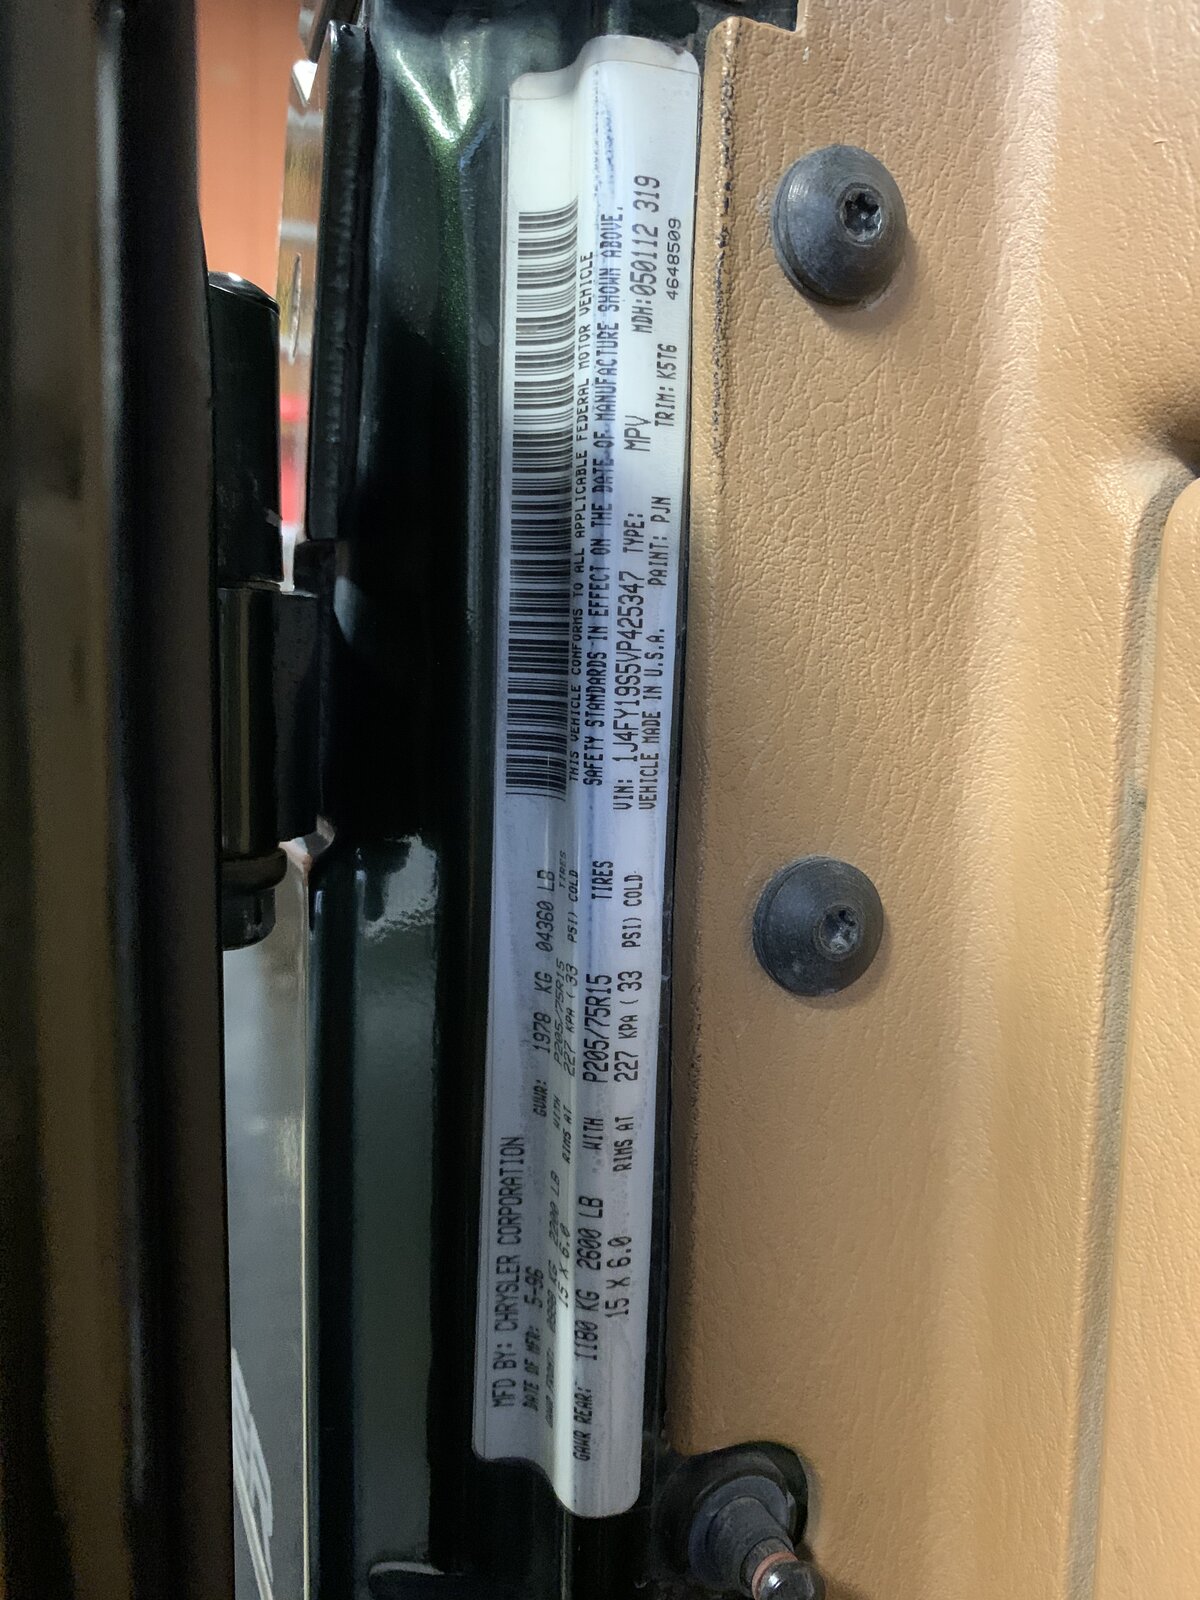 MFD BY: CHRYSLER CORPORATION
DATE OF MFR: 5-96 GVWR: 1978 KG 04360 LB
GAWR FRONT: 0998 KG 2200 LB WITH P205/75R15 TIRES
15 X 6.0 RIMS AT 227 KPA ( 33 PSI) COLD
GAWR REAR: 1180 KG 2600 LB WITH P205/75R15 TIRES
15 X 6.0 RIMS AT 227 KPA ( 33 PSI) COLD
THIS VEHICLE CONFORMS TO ALL APPLICABLE FEDERAL MOTOR VEHICLE
SAFETY STANDARDS IN EFFECT ON THE DATE OF MANUFACTURE SHOWN ABOVE.
VIN: 1J4FY19S5VP425347 TYPE: MPV MDH:050112 319
VEHICLE MADE IN U.S.A. PAINT: PJN TRIM: K5T6 4648509